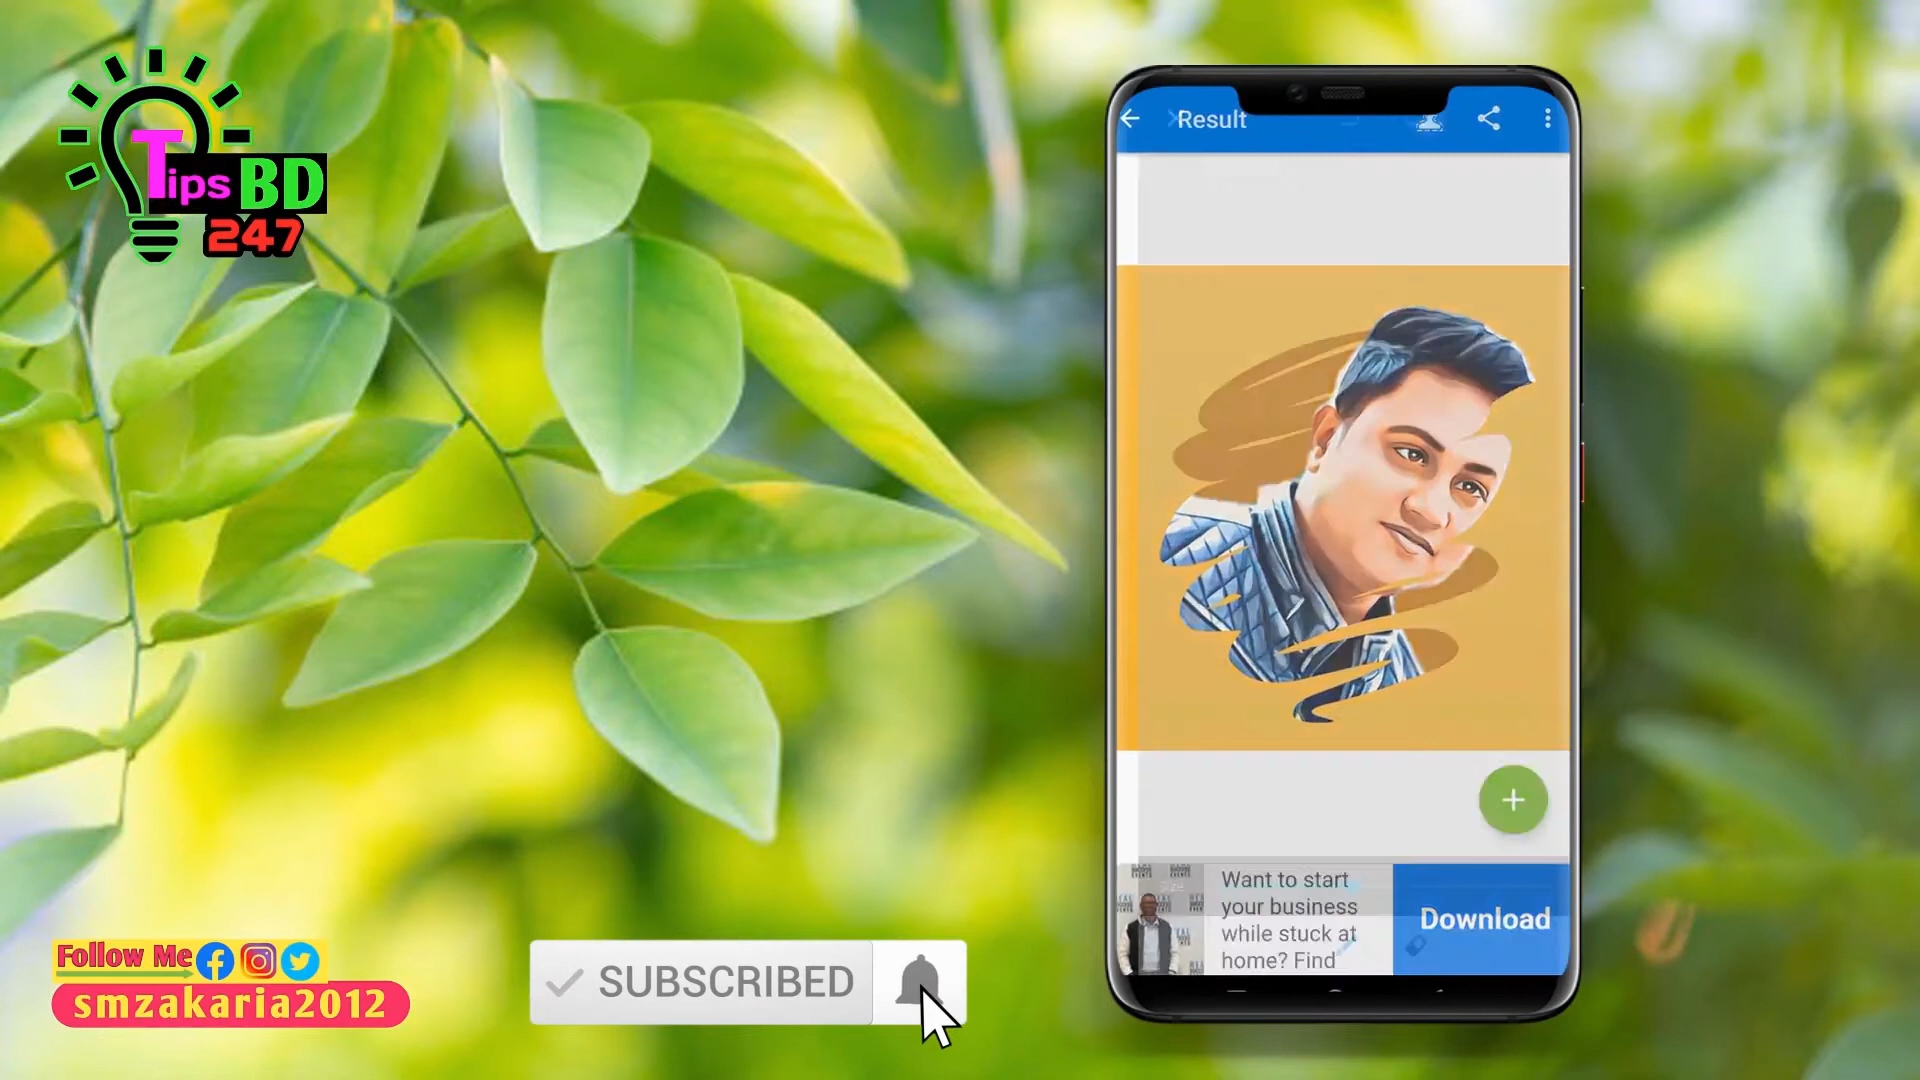 Tips BD
247
Result
Want to start
your business
while stuck at
home? Find
Download
Follow Me
smzakaria2012
SUBSCRIBED